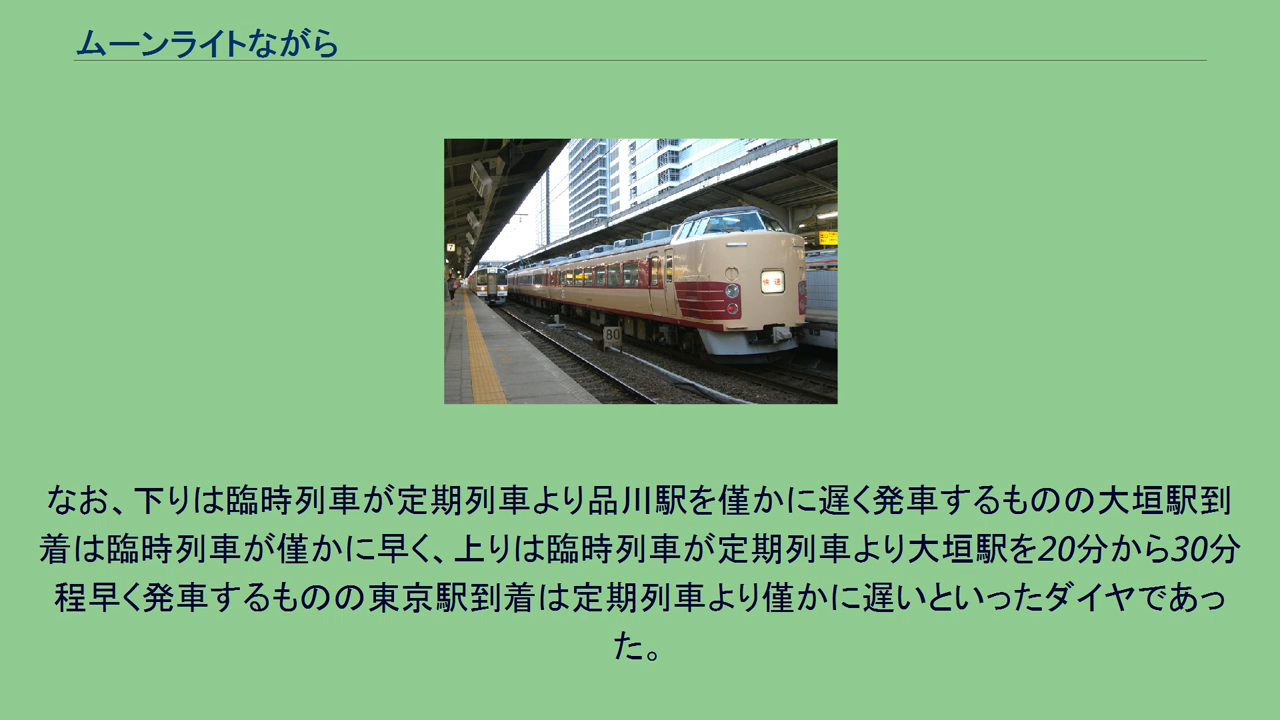 ムーンライトながら
7
快速
80
なお、下りは臨時列車が定期列車より品川駅を僅かに遅く発車するものの大垣駅到
着は臨時列車が僅かに早く、上りは臨時列車が定期列車より大垣駅を20分から30分
程早く発車するものの東京駅到着は定期列車より僅かに遅いといったダイヤであっ
た。